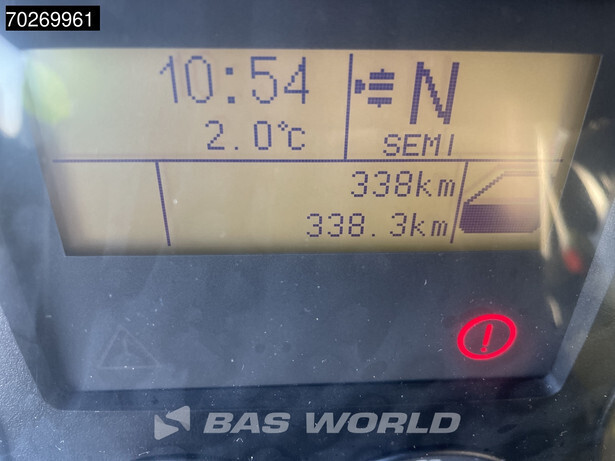 70269961
10:54
N
2.0°C
SEMI
338km
338.3km
BAS WORLD